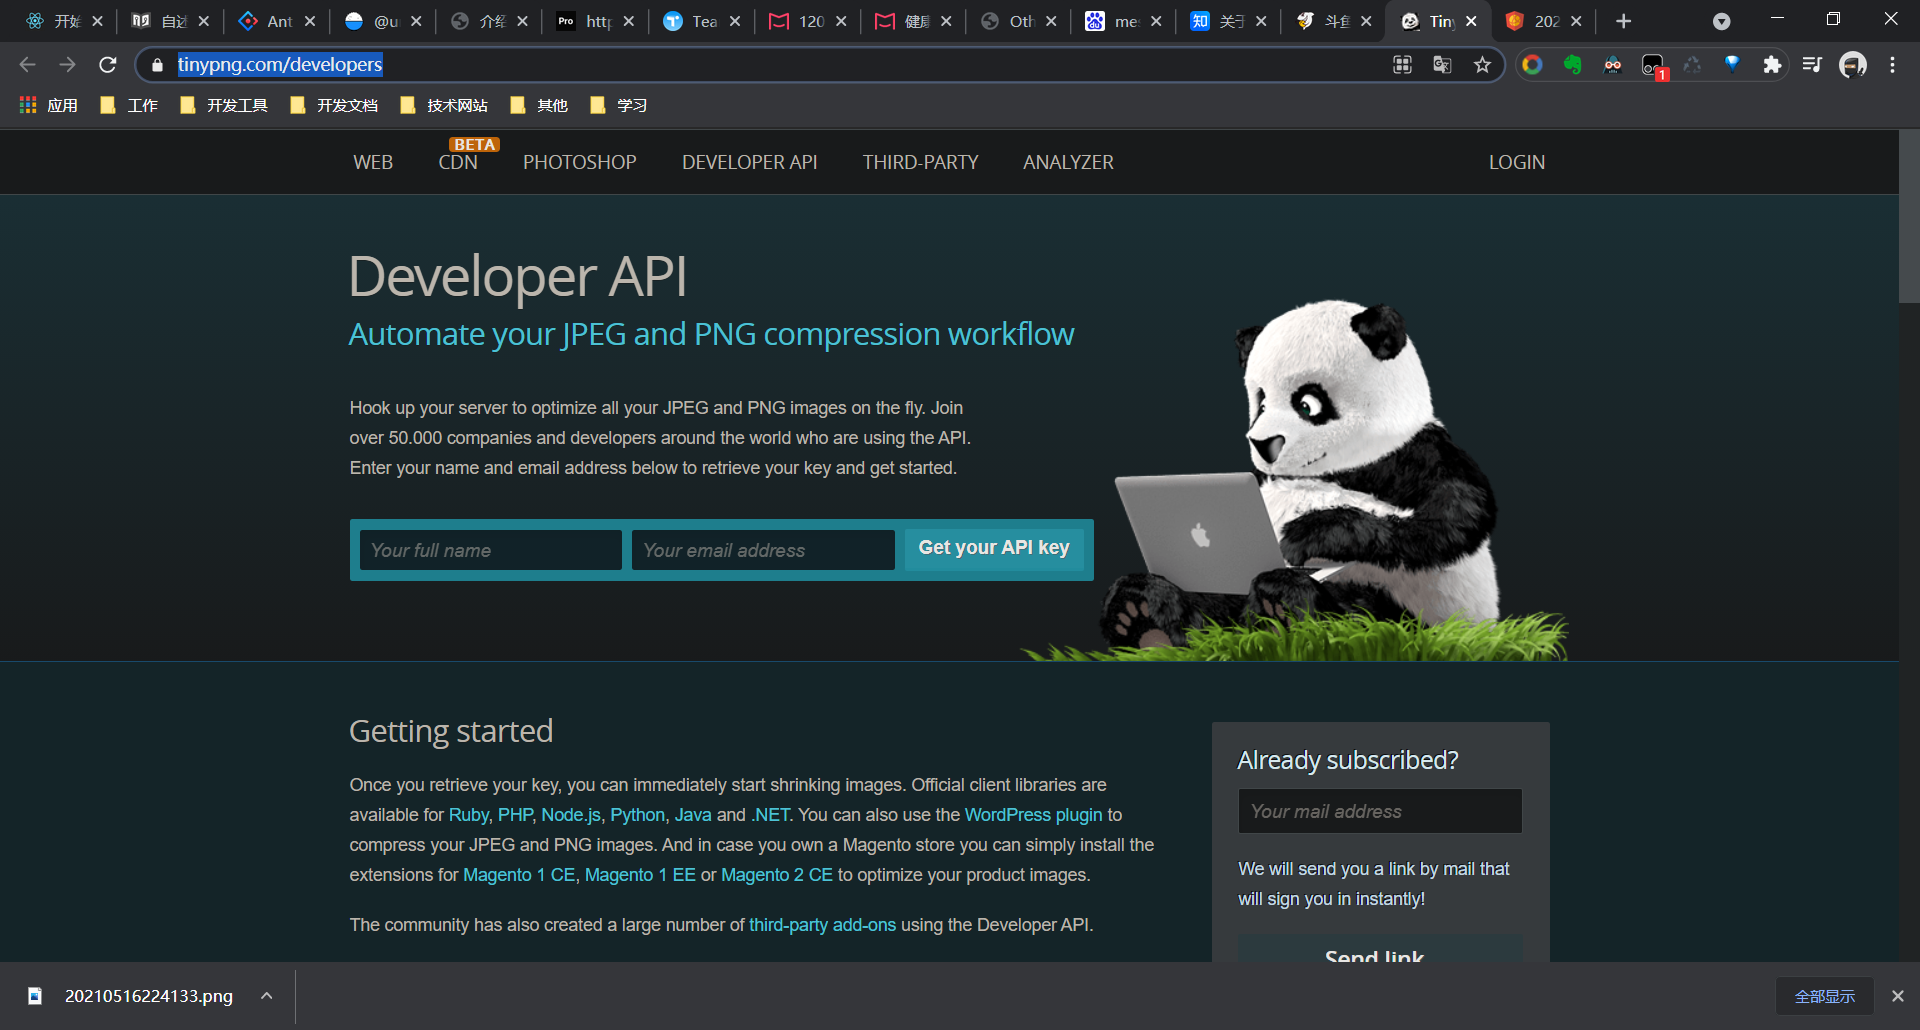 开始
自述
Ant
@u
介绍
Pro
http
Tea
120
健康
Oth
du
mes
知
关于
斗鱼
Tiny
202
tinypng.com/developers
1
应用
工作
开发工具
开发文档
技术网站
其他
学习
WEB
CDN
BETA
PHOTOSHOP
DEVELOPER API
THIRD-PARTY
ANALYZER
LOGIN
Developer API
Automate your JPEG and PNG compression workflow
Hook up your server to optimize all your JPEG and PNG images on the fly. Join
over 50.000 companies and developers around the world who are using the API.
Enter your name and email address below to retrieve your key and get started.
Your full name
Your email address
Get your API key
Getting started
Once you retrieve your key, you can immediately start shrinking images. Official client libraries are
available for Ruby, PHP, Node.js, Python, Java and .NET. You can also use the WordPress plugin to
compress your JPEG and PNG images. And in case you own a Magento store you can simply install the
extensions for Magento 1 CE, Magento 1 EE or Magento 2 CE to optimize your product images.
The community has also created a large number of third-party add-ons using the Developer API.
Already subscribed?
Your mail address
We will send you a link by mail that
will sign you in instantly!
Send link
20210516224133.png
全部显示